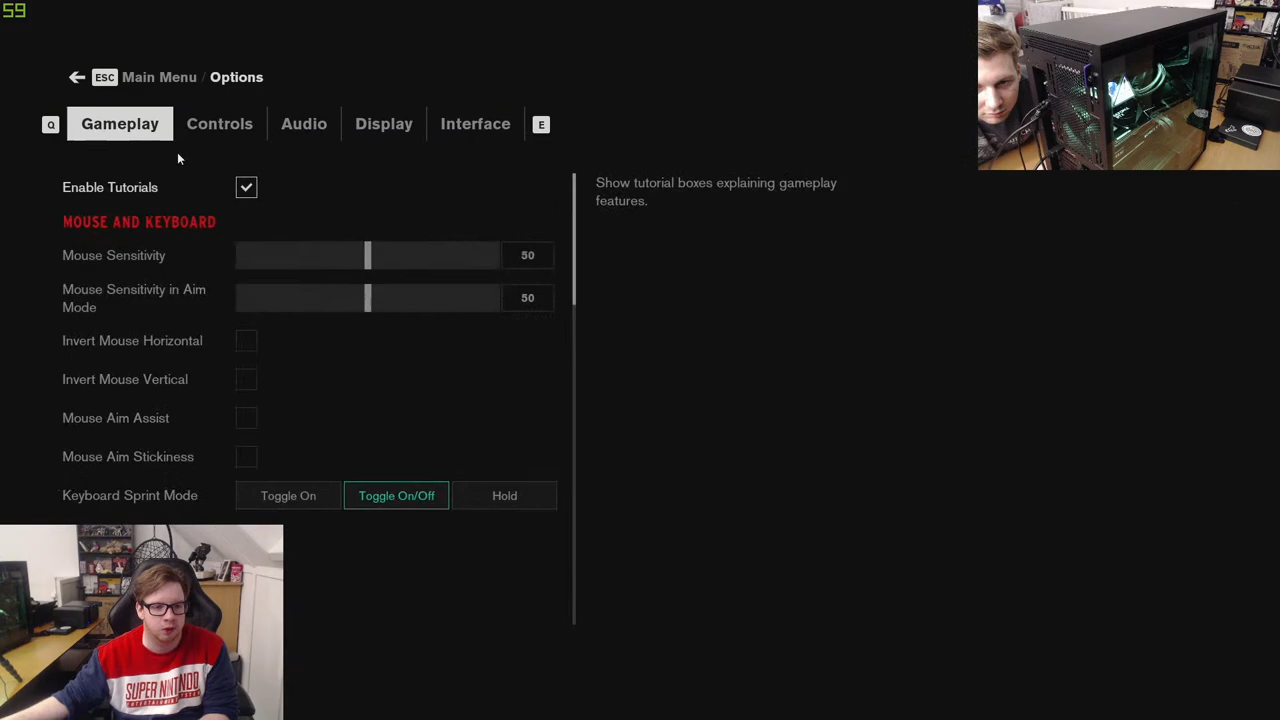 59
ESC Main Menu / Options
Q Gameplay Controls Audio Display Interface E
Enable Tutorials
Show tutorial boxes explaining gameplay
features.
MOUSE AND KEYBOARD
Mouse Sensitivity 50
Mouse Sensitivity in Aim
Mode 50
Invert Mouse Horizontal
Invert Mouse Vertical
Mouse Aim Assist
Mouse Aim Stickiness
Keyboard Sprint Mode Toggle On Toggle On/Off Hold
SUPER NINTENDO